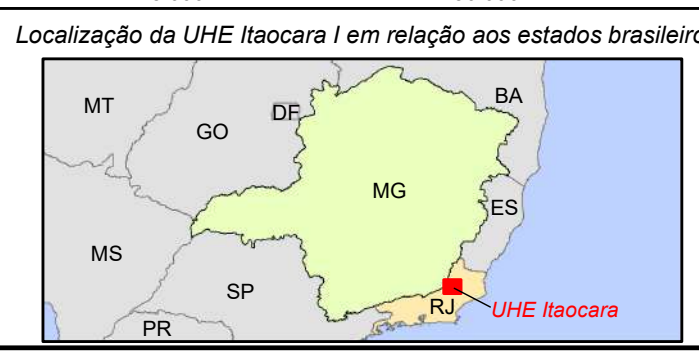 Localização da UHE Itaocara I em relação aos estados brasileiro
MT
BA
DF
GO
MG
ES
MS
SP
RJ
UHE Itaocara
PR